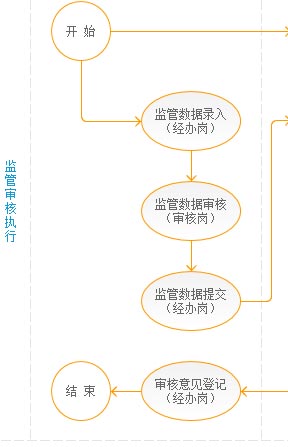 开 始
监管数据录入
（经办岗）
监管审核执行
监管数据审核
（审核岗）
监管数据提交
（经办岗）
结 束
审核意见登记
（经办岗）